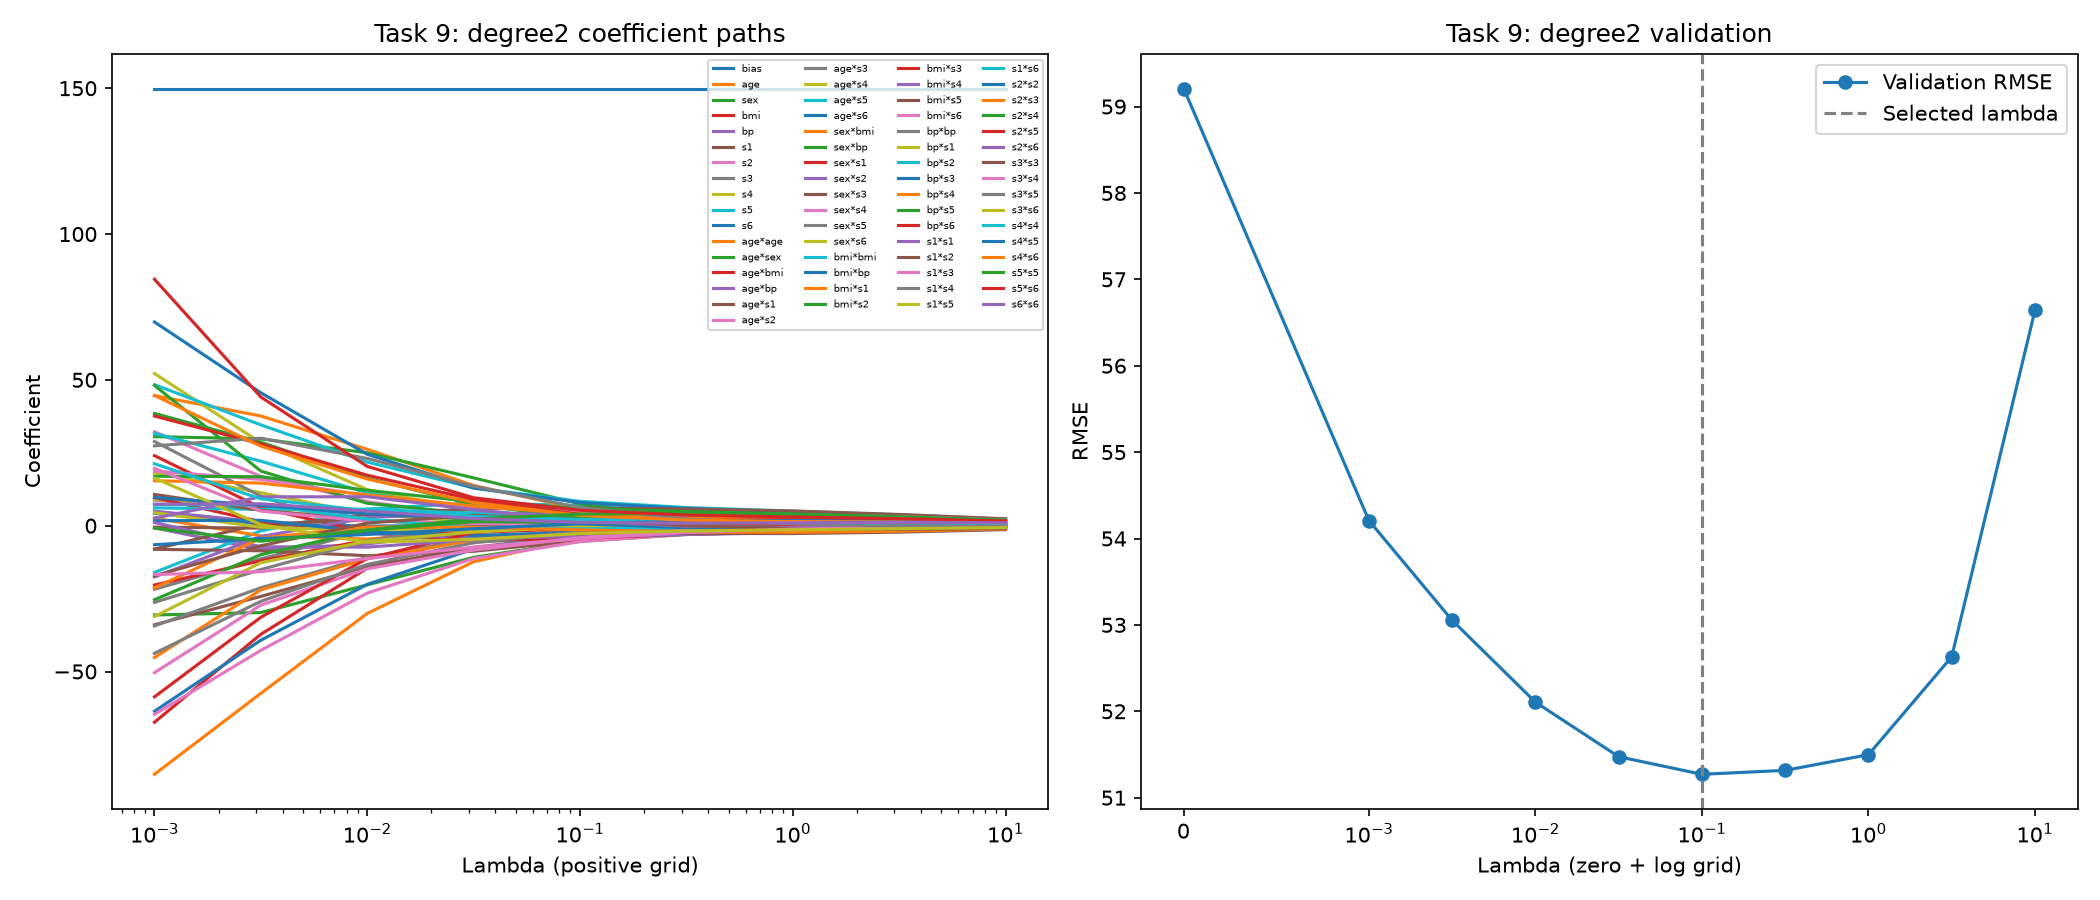 Task 9: degree2 coefficient paths
150
100
50
0
−50
Coefficient
bias
age
sex
bmi
bp
s1
s2
s3
s4
s5
s6
age*age
age*sex
age*bmi
age*bp
age*s1
age*s2
age*s3
age*s4
age*s5
age*s6
sex*bmi
sex*bp
sex*s1
sex*s2
sex*s3
sex*s4
sex*s5
sex*s6
bmi*bmi
bmi*bp
bmi*s1
bmi*s2
bmi*s3
bmi*s4
bmi*s5
bmi*s6
bp*bp
bp*s1
bp*s2
bp*s3
bp*s4
bp*s5
bp*s6
s1*s1
s1*s2
s1*s3
s1*s4
s1*s5
s1*s6
s2*s2
s2*s3
s2*s4
s2*s5
s2*s6
s3*s3
s3*s4
s3*s5
s3*s6
s4*s4
s4*s5
s4*s6
s5*s5
s5*s6
s6*s6
10⁻³ 10⁻² 10⁻¹ 10⁰ 10¹
Lambda (positive grid)
Task 9: degree2 validation
Validation RMSE
Selected lambda
59
58
57
56
55
54
53
52
51
RMSE
0 10⁻³ 10⁻² 10⁻¹ 10⁰ 10¹
Lambda (zero + log grid)